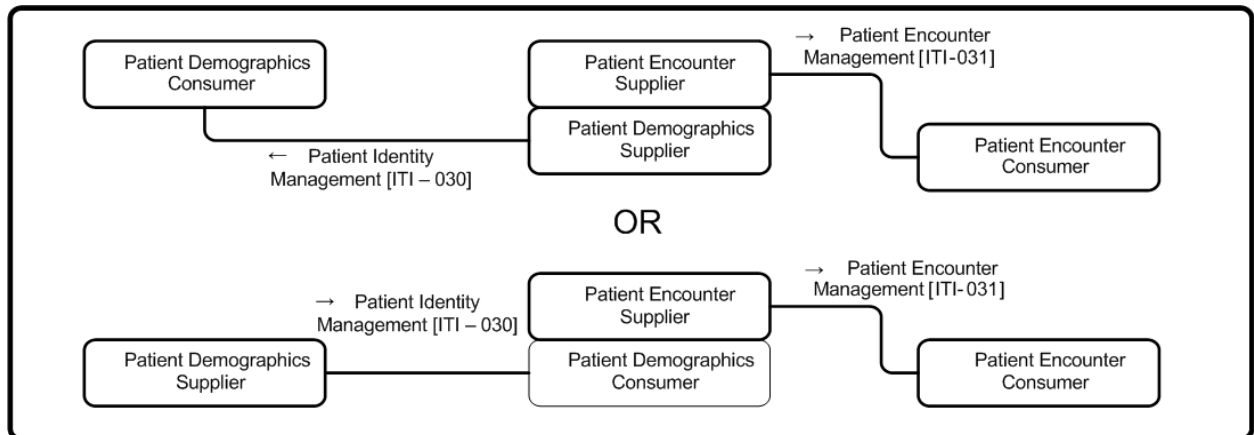 → Patient Encounter
Management [ITI-031]
Patient Demographics
Consumer
Patient Encounter
Supplier
Patient Demographics
Supplier
Patient Encounter
Consumer
← Patient Identity
Management [ITI – 030]
OR
→ Patient Encounter
Management [ITI-031]
→ Patient Identity
Management [ITI – 030]
Patient Encounter
Supplier
Patient Demographics
Supplier
Patient Demographics
Consumer
Patient Encounter
Consumer